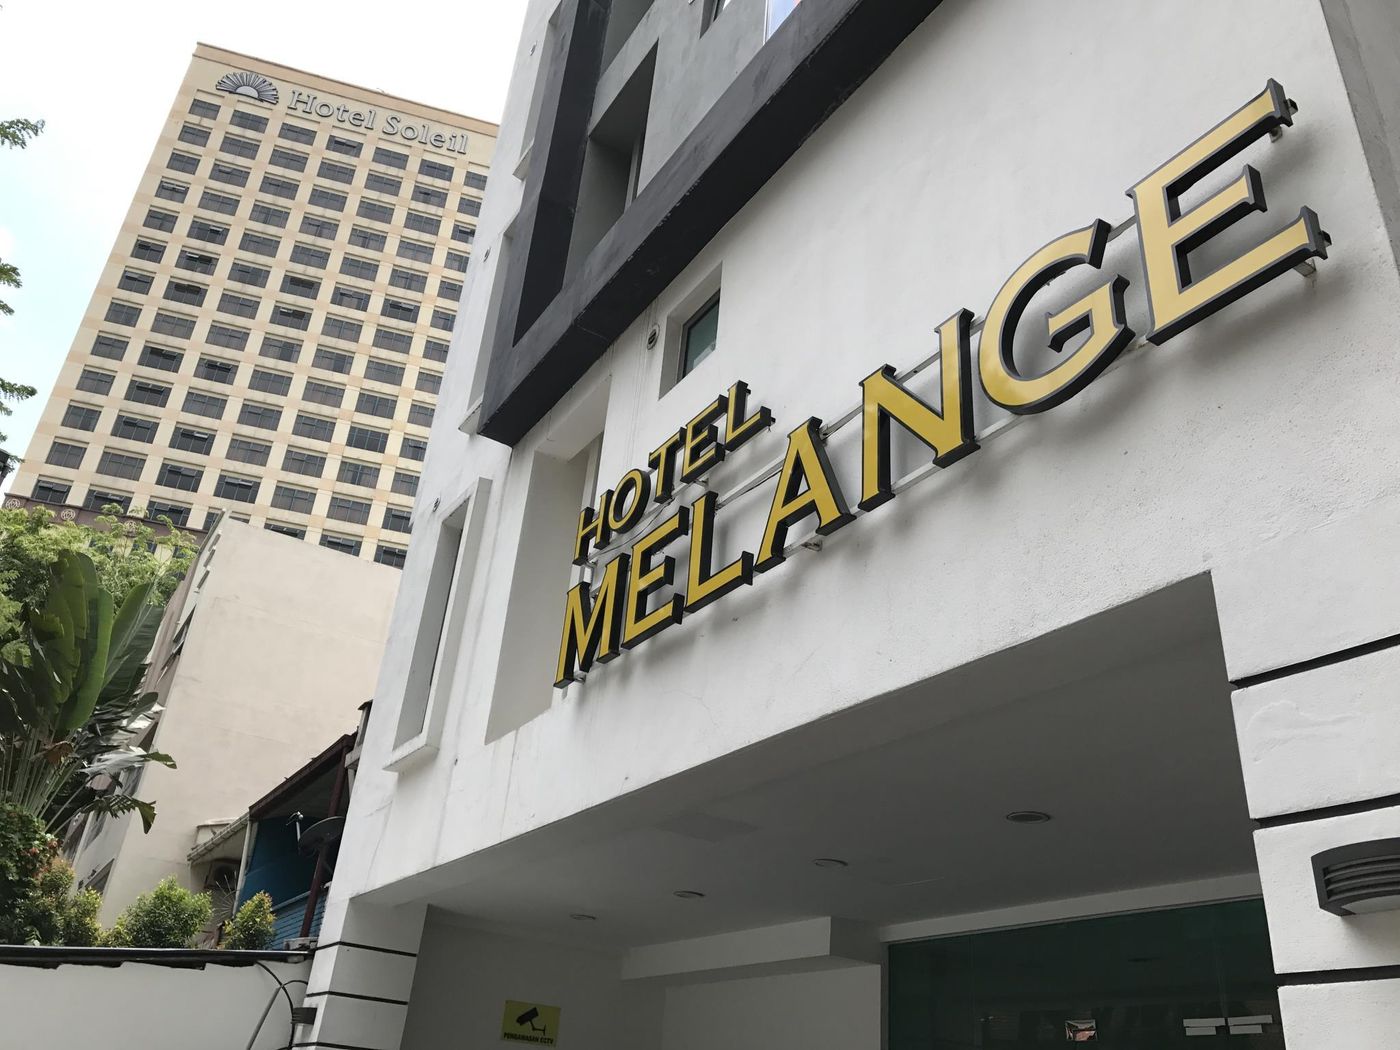 Hotel Soleil
HOTEL
MELANGE
PENGAWASAN CCTV